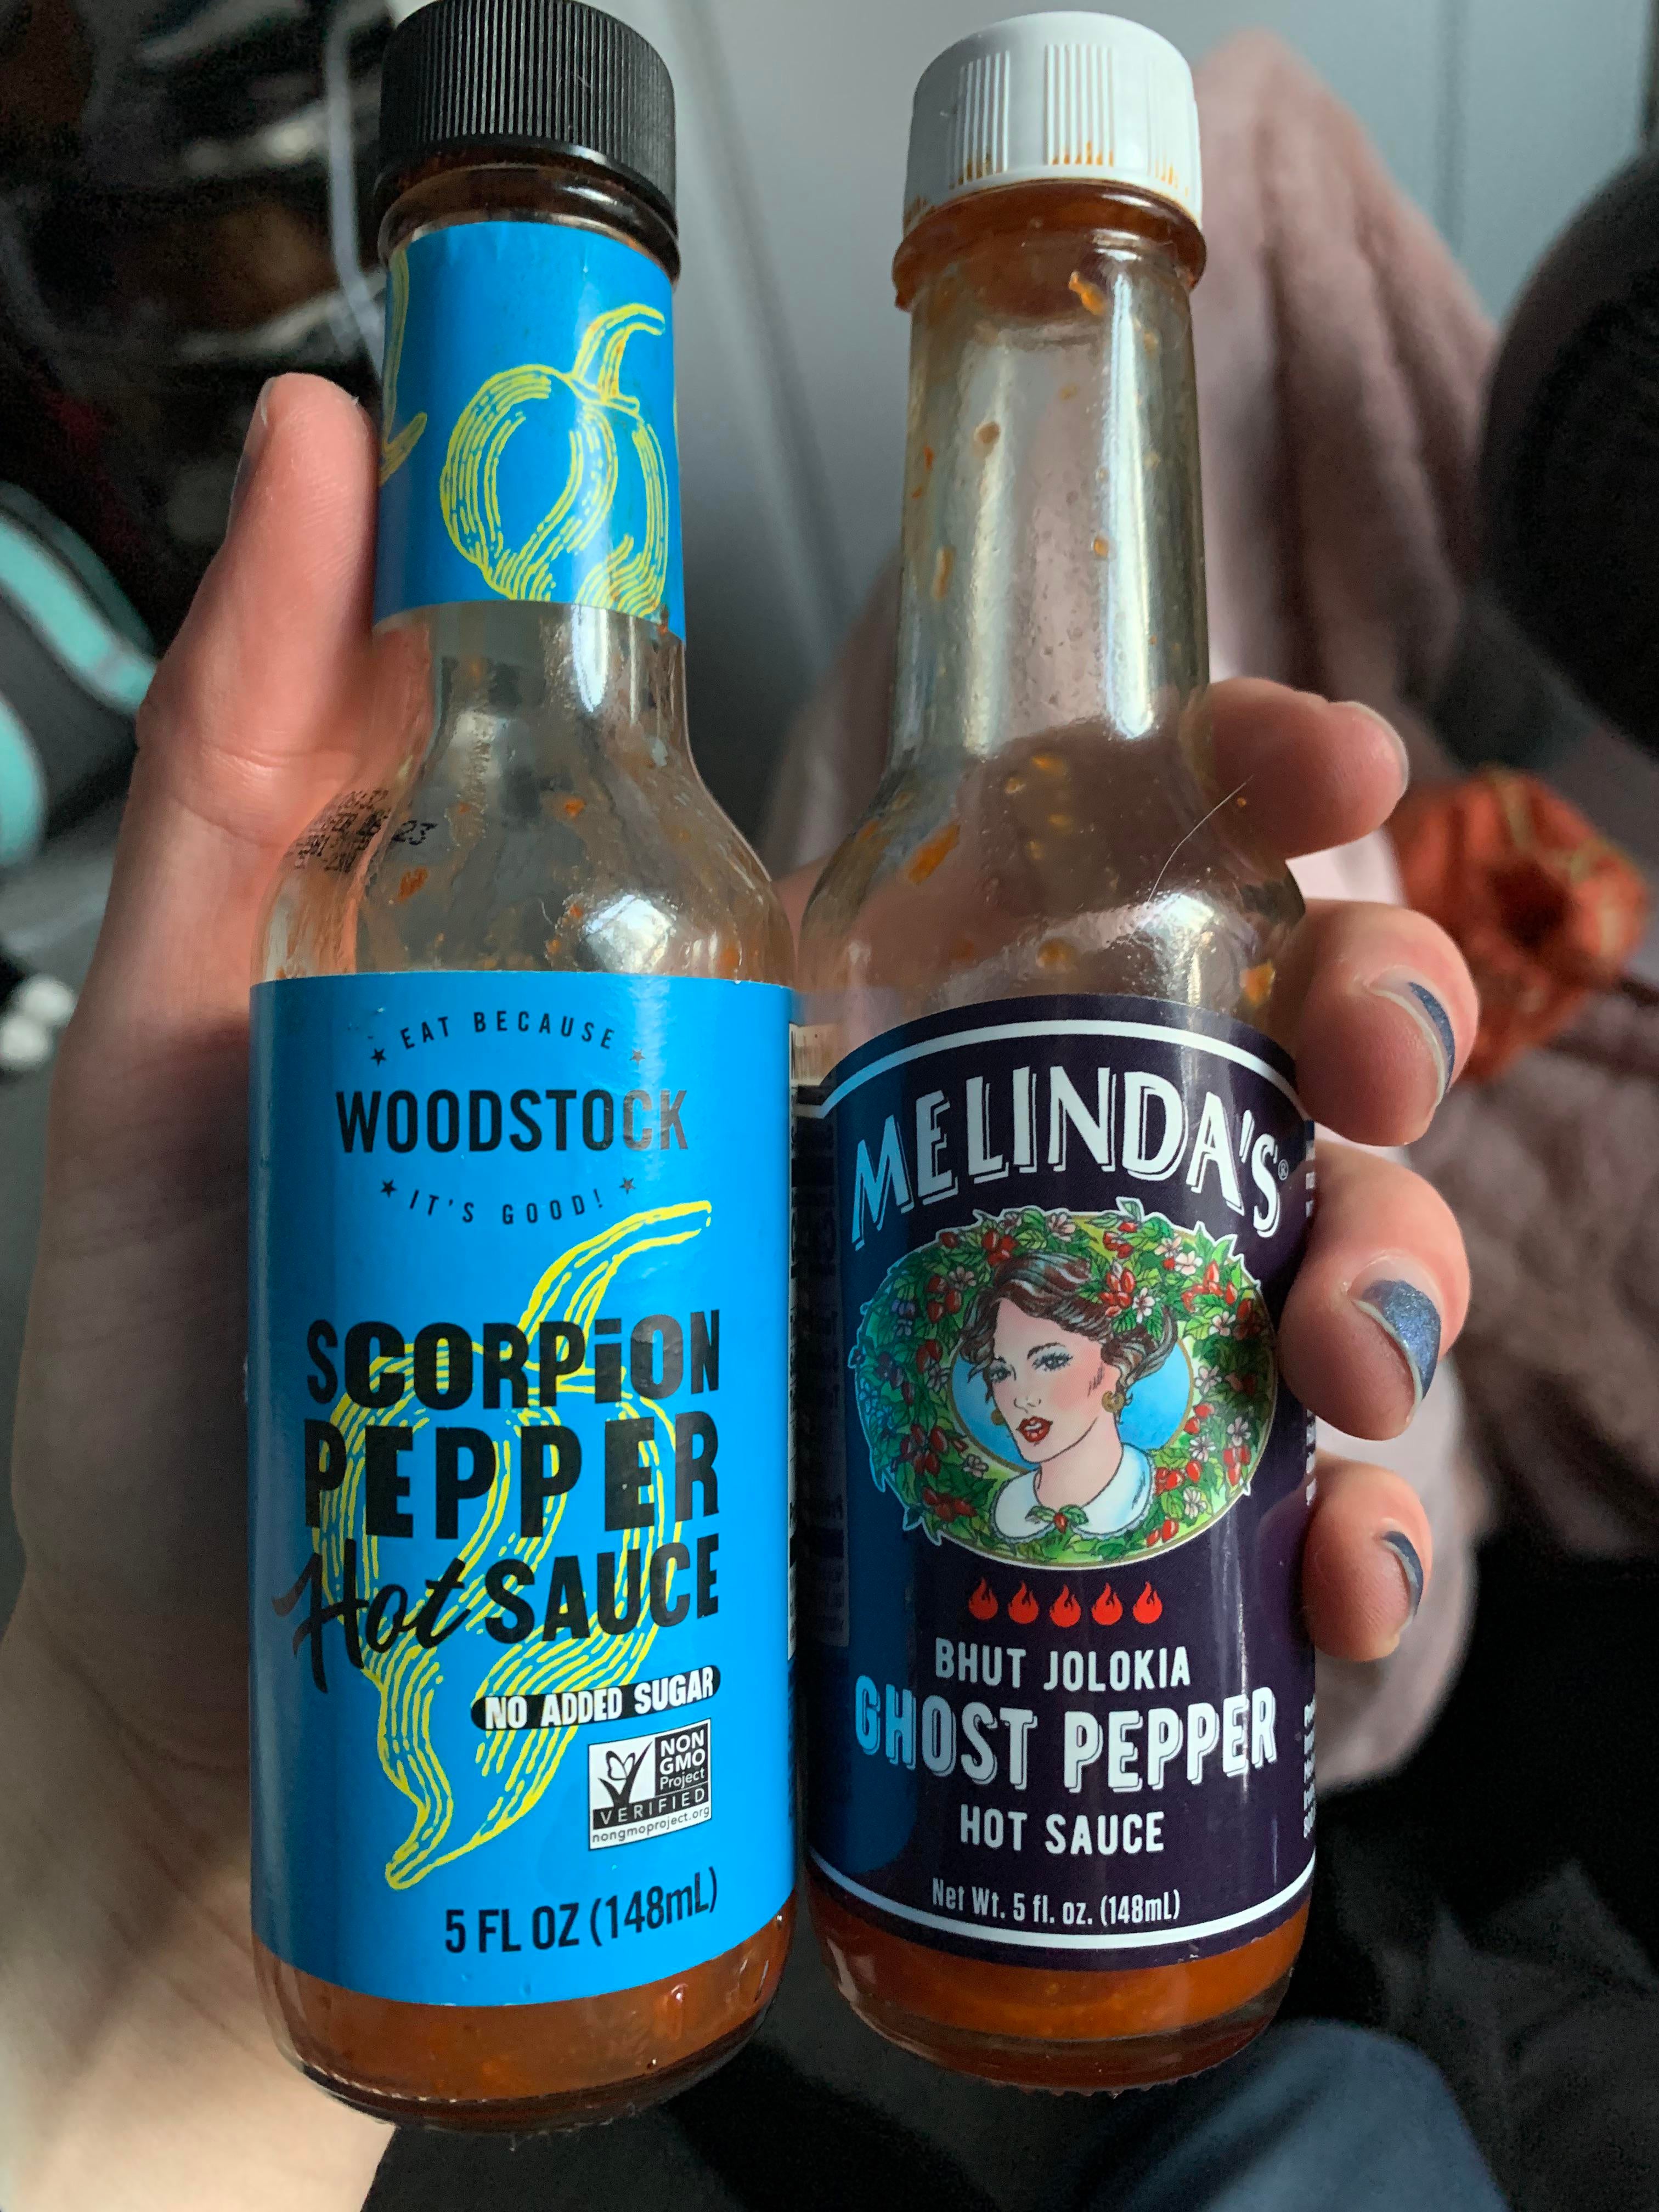 EAT BECAUSE
WOODSTOCK
IT'S GOOD!
SCORPiON
PEPPER
Hot SAUCE
NO ADDED SUGAR
NON
GMO
Project
VERIFIED
nongmoproject.org
5 FL OZ (148mL)
MELINDA'S®
BHUT JOLOKIA
GHOST PEPPER
HOT SAUCE
Net Wt. 5 fl. oz. (148mL)